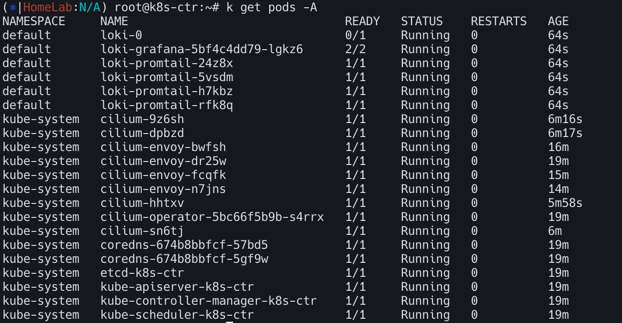 (⎈|HomeLab:N/A) root@k8s-ctr:~# k get pods -A
NAMESPACE     NAME                               READY   STATUS    RESTARTS   AGE
default       loki-0                             0/1     Running   0          64s
default       loki-grafana-5bf4c4dd79-lgkz6      2/2     Running   0          64s
default       loki-promtail-24z8x                1/1     Running   0          64s
default       loki-promtail-5vsdm                1/1     Running   0          64s
default       loki-promtail-h7kbz                1/1     Running   0          64s
default       loki-promtail-rfk8q                1/1     Running   0          64s
kube-system   cilium-9z6sh                       1/1     Running   0          6m16s
kube-system   cilium-dpbzd                       1/1     Running   0          6m17s
kube-system   cilium-envoy-bwfsh                 1/1     Running   0          16m
kube-system   cilium-envoy-dr25w                 1/1     Running   0          19m
kube-system   cilium-envoy-fcqfk                 1/1     Running   0          15m
kube-system   cilium-envoy-n7jns                 1/1     Running   0          14m
kube-system   cilium-hhtxv                       1/1     Running   0          5m58s
kube-system   cilium-operator-5bc66f5b9b-s4rrx   1/1     Running   0          19m
kube-system   cilium-sn6tj                       1/1     Running   0          6m
kube-system   coredns-674b8bbfcf-57bd5           1/1     Running   0          19m
kube-system   coredns-674b8bbfcf-5gf9w           1/1     Running   0          19m
kube-system   etcd-k8s-ctr                       1/1     Running   0          19m
kube-system   kube-apiserver-k8s-ctr             1/1     Running   0          19m
kube-system   kube-controller-manager-k8s-ctr    1/1     Running   0          19m
kube-system   kube-scheduler-k8s-ctr             1/1     Running   0          19m